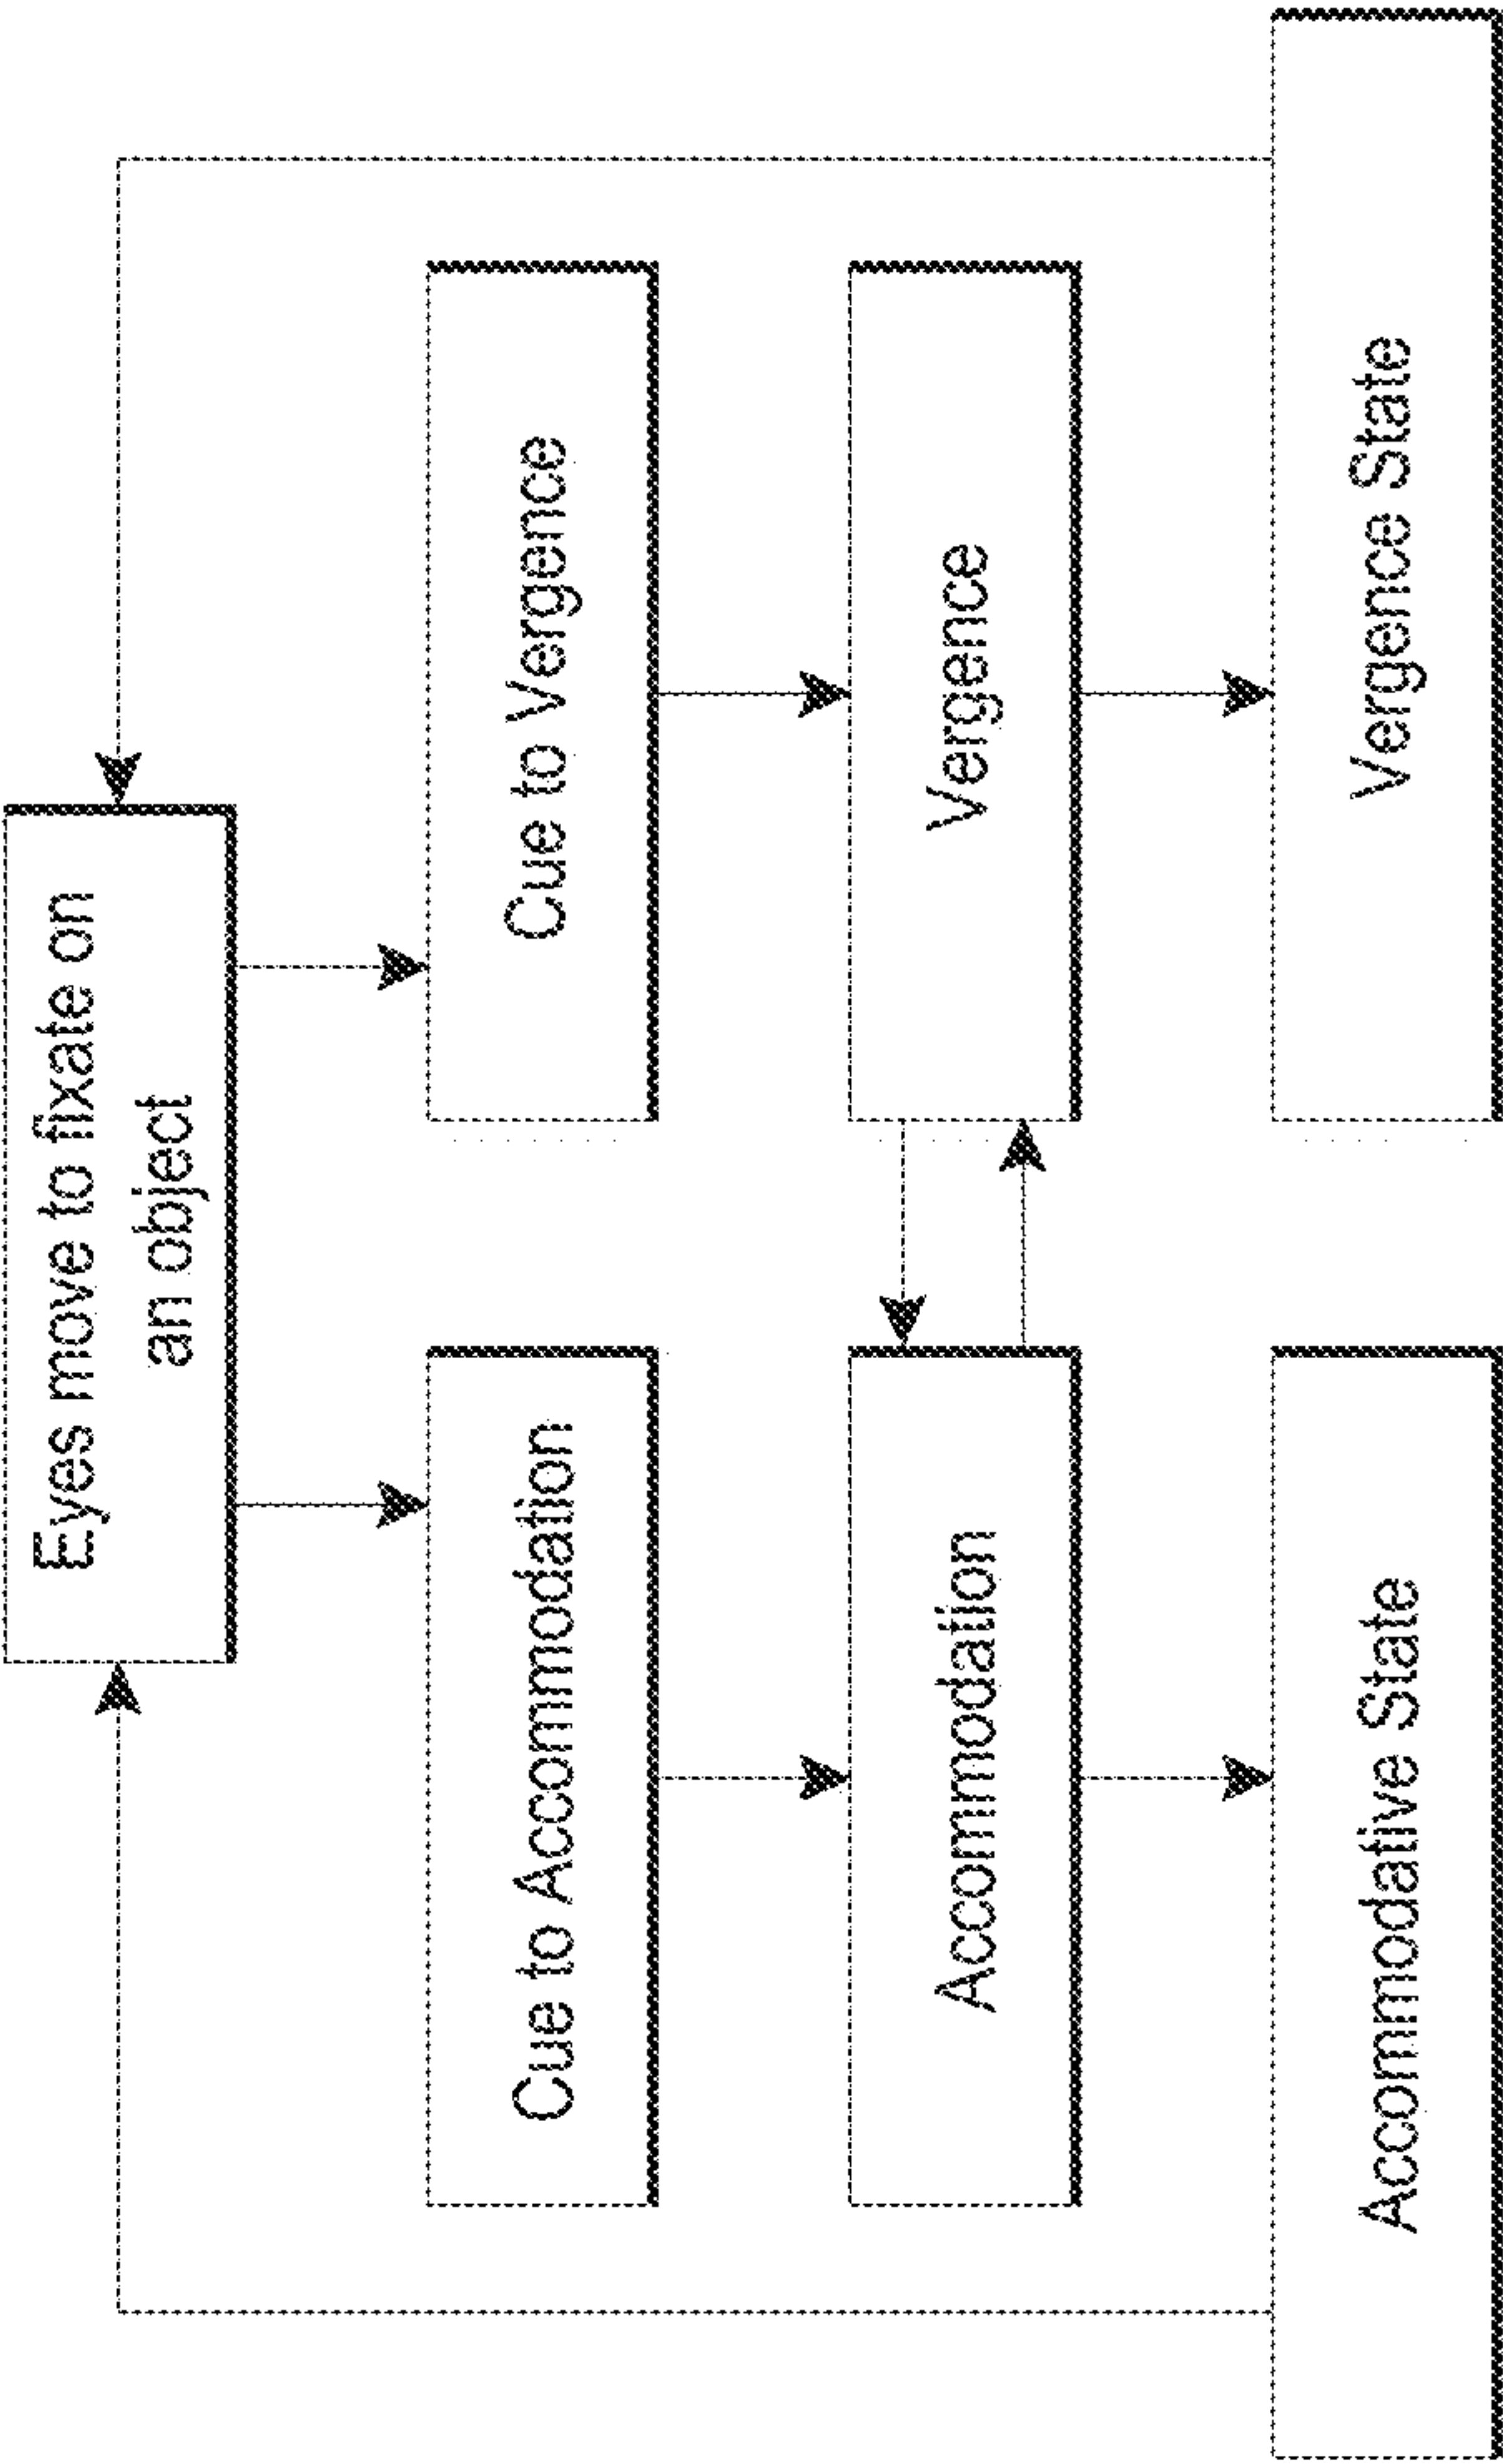 Eyes move to fixate on
an object
Cue to Accommodation
Cue to Vergence
Accommodation
Vergence
Accommodative State
Vergence State